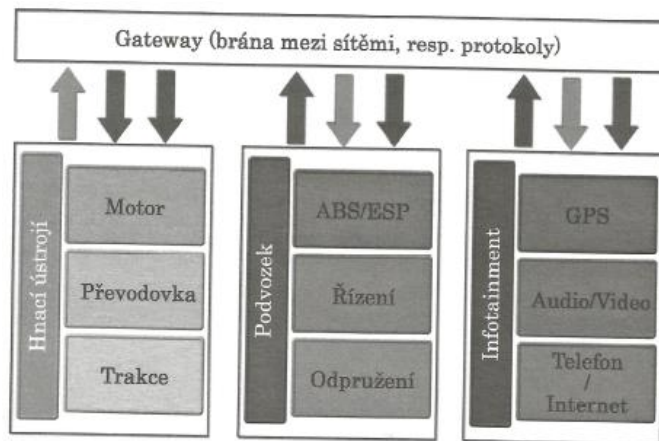 Gateway (brána mezi sítěmi, resp. protokoly)
Hnací ústrojí
Motor
Převodovka
Trakce
Podvozek
ABS/ESP
Řízení
Odpružení
Infotainment
GPS
Audio/Video
Telefon
/
Internet